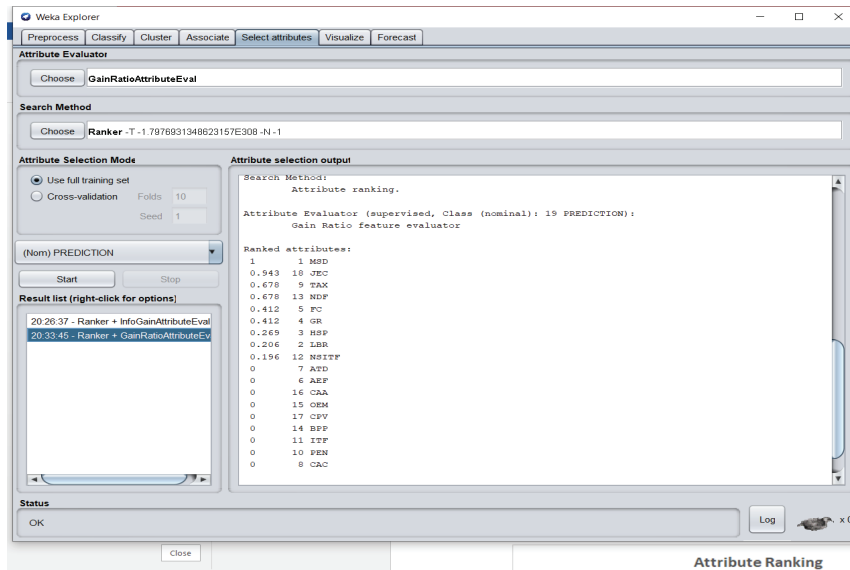 Weka Explorer
Preprocess Classify Cluster Associate Select attributes Visualize Forecast
Attribute Evaluator
Choose GainRatioAttributeEval
Search Method
Choose Ranker -T -1.7976931348623157E308 -N -1
Attribute Selection Mode
Use full training set
Cross-validation Folds 10
Seed 1
(Nom) PREDICTION
Start Stop
Result list (right-click for options)
20:26:37 - Ranker + InfoGainAttributeEval
20:33:45 - Ranker + GainRatioAttributeEv
Attribute selection output
Search Method:
Attribute ranking.
Attribute Evaluator (supervised, Class (nominal): 19 PREDICTION):
Gain Ratio feature evaluator
Ranked attributes:
1 1 MSD
0.943 18 JEC
0.678 9 TAX
0.678 13 NDF
0.412 5 FC
0.412 4 GR
0.269 3 HSP
0.206 2 LBR
0.196 12 NSITF
0 7 ATD
0 6 AEF
0 16 CAA
0 15 OEM
0 17 CPV
0 14 BPP
0 11 ITF
0 10 PEN
0 8 CAC
Status
OK
Log x 0
Close
Attribute Ranking